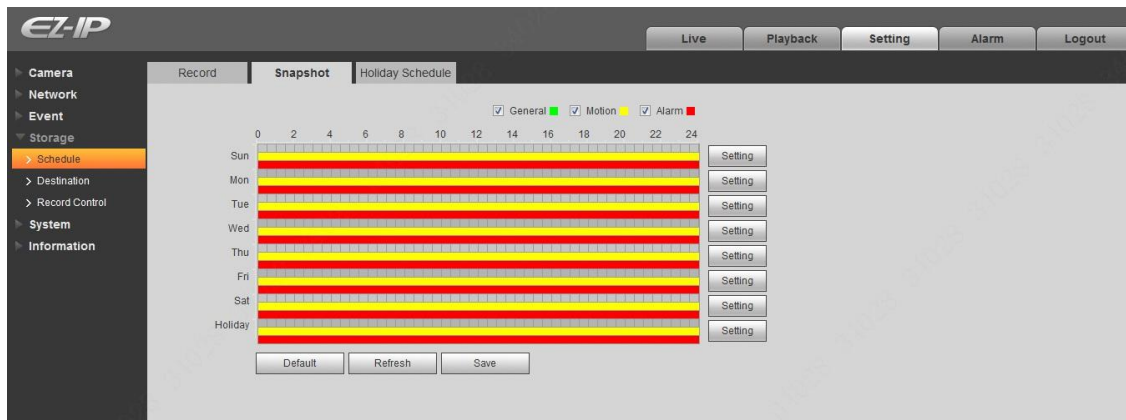 EZ-IP
Live Playback Setting Alarm Logout
Camera
Network
Event
Storage
Schedule
Destination
Record Control
System
Information
Record Snapshot Holiday Schedule
General Motion Alarm
0 2 4 6 8 10 12 14 16 18 20 22 24
Sun Setting
Mon Setting
Tue Setting
Wed Setting
Thu Setting
Fri Setting
Sat Setting
Holiday Setting
Default Refresh Save